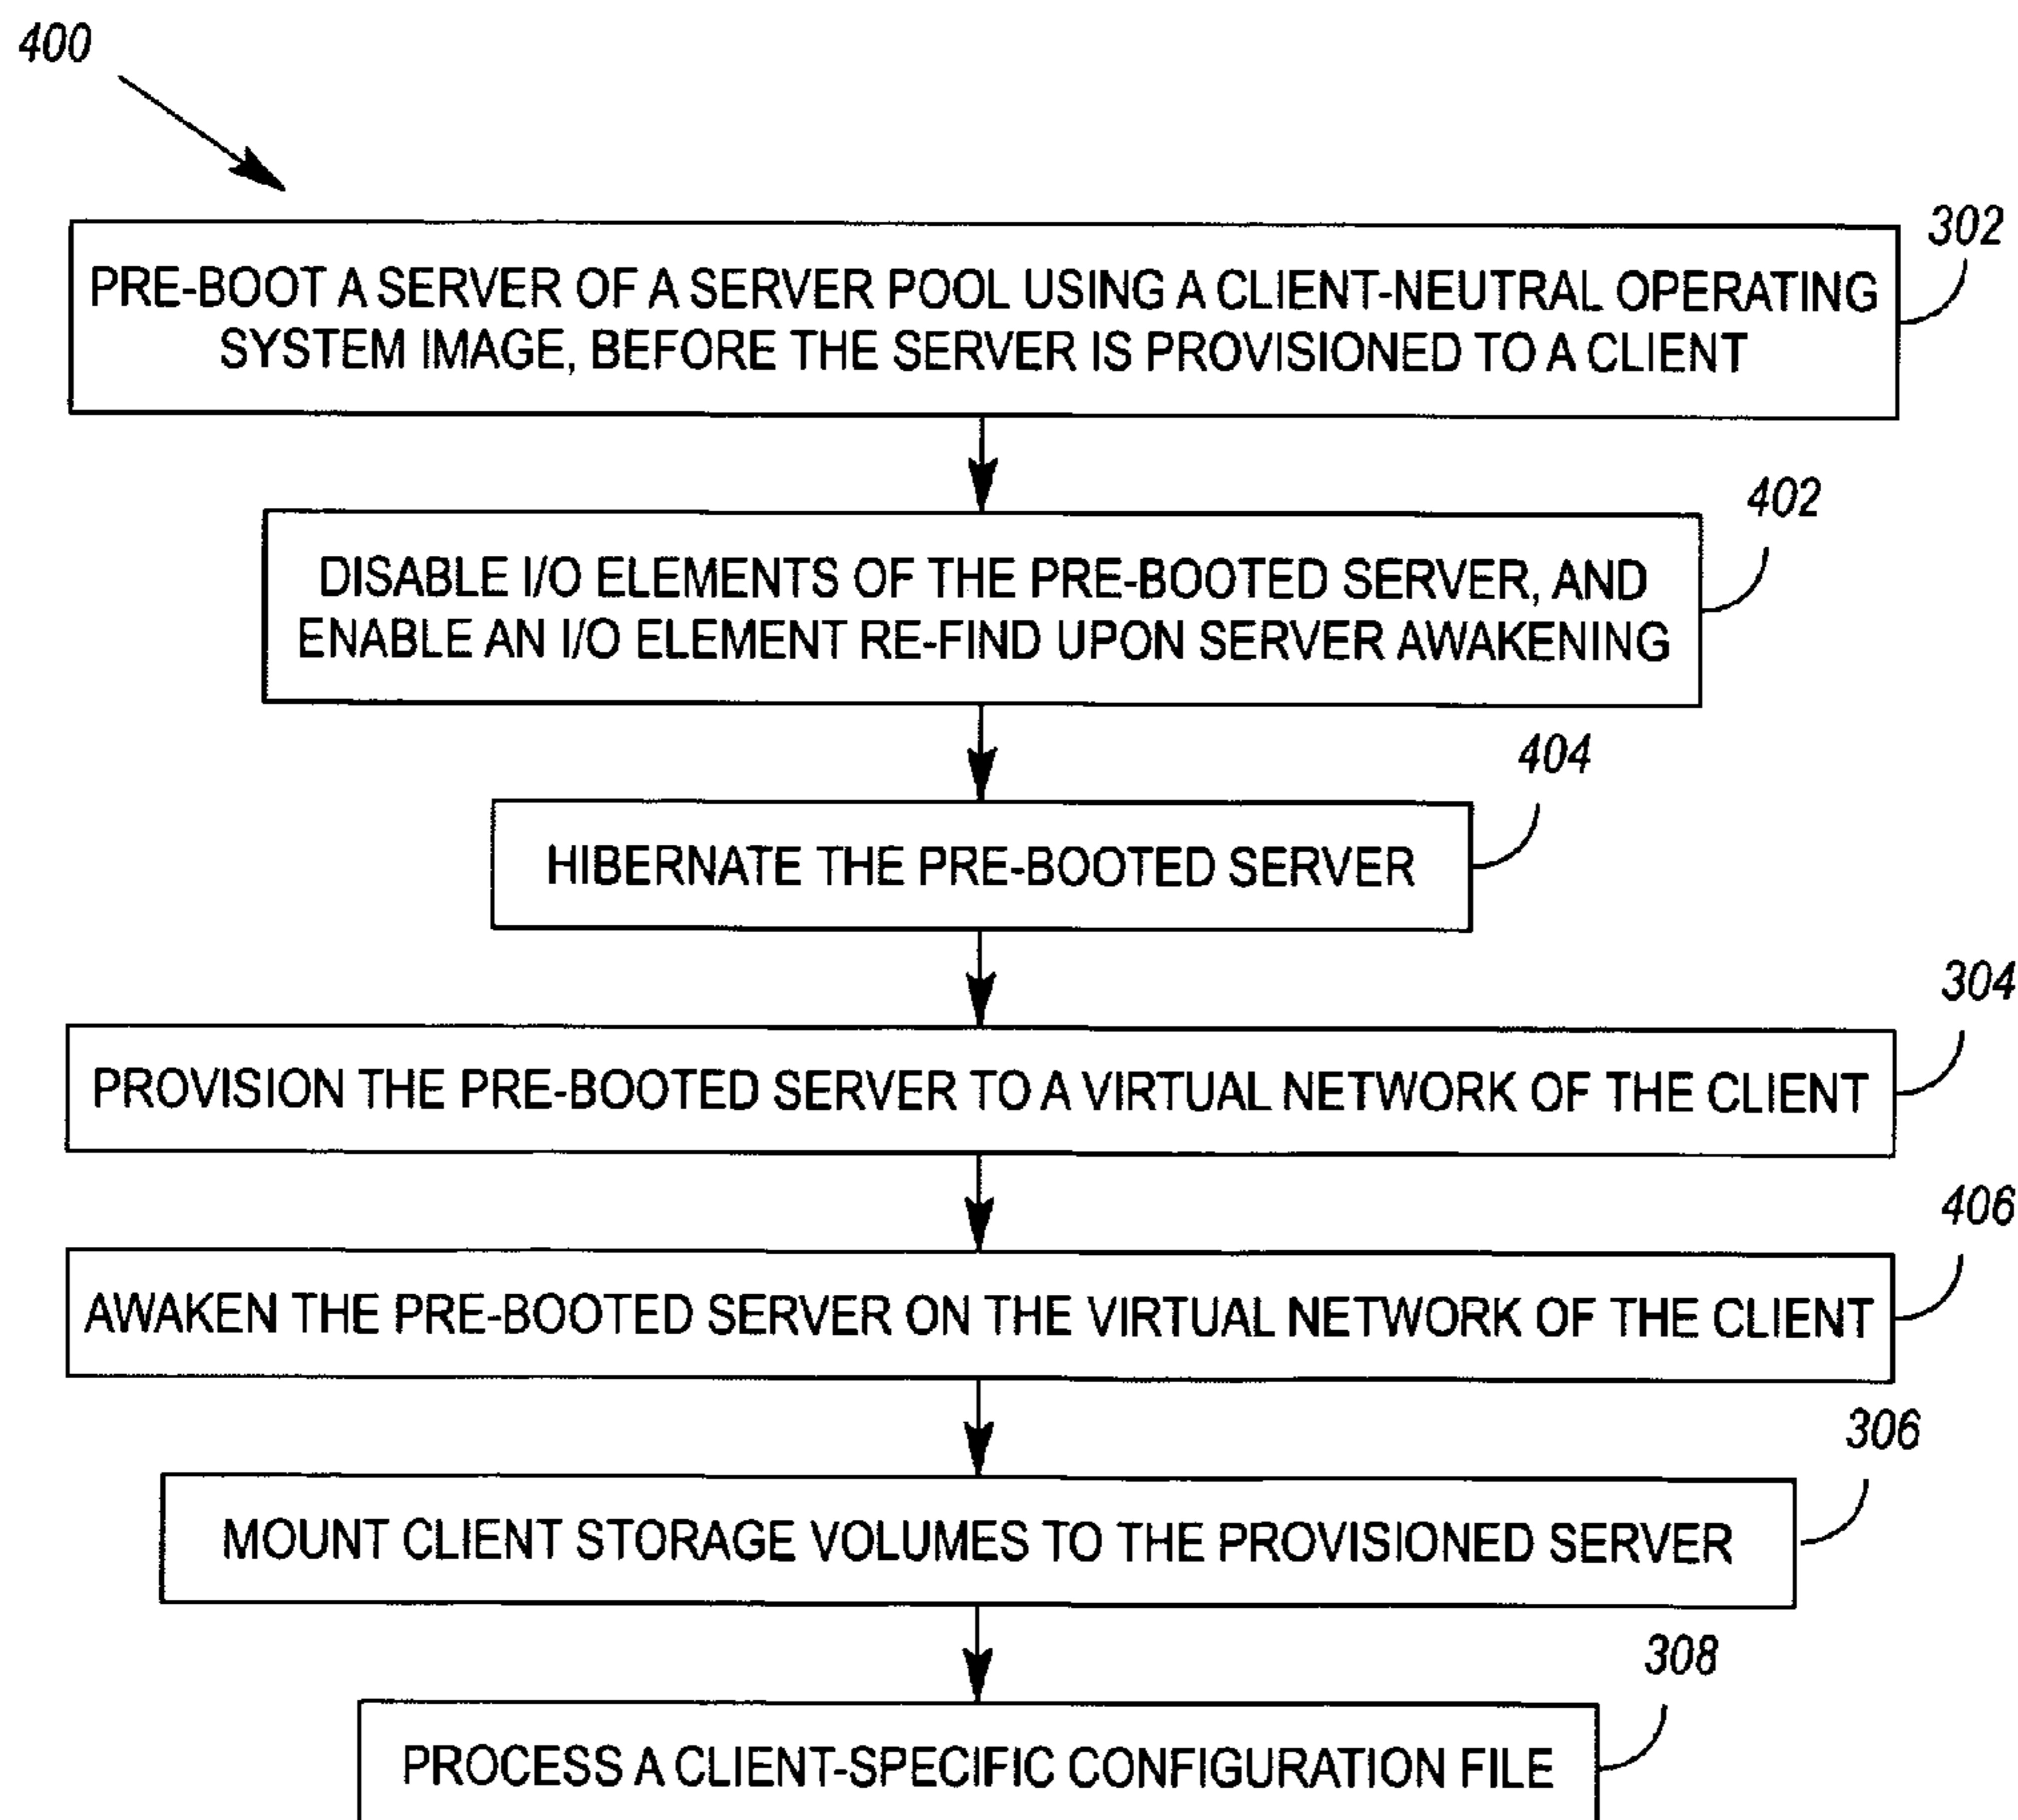 400
302
PRE-BOOT A SERVER OF A SERVER POOL USING A CLIENT-NEUTRAL OPERATING
SYSTEM IMAGE, BEFORE THE SERVER IS PROVISIONED TO A CLIENT
402
DISABLE I/O ELEMENTS OF THE PRE-BOOTED SERVER, AND
ENABLE AN I/O ELEMENT RE-FIND UPON SERVER AWAKENING
404
HIBERNATE THE PRE-BOOTED SERVER
304
PROVISION THE PRE-BOOTED SERVER TO A VIRTUAL NETWORK OF THE CLIENT
406
AWAKEN THE PRE-BOOTED SERVER ON THE VIRTUAL NETWORK OF THE CLIENT
306
MOUNT CLIENT STORAGE VOLUMES TO THE PROVISIONED SERVER
308
PROCESS A CLIENT-SPECIFIC CONFIGURATION FILE